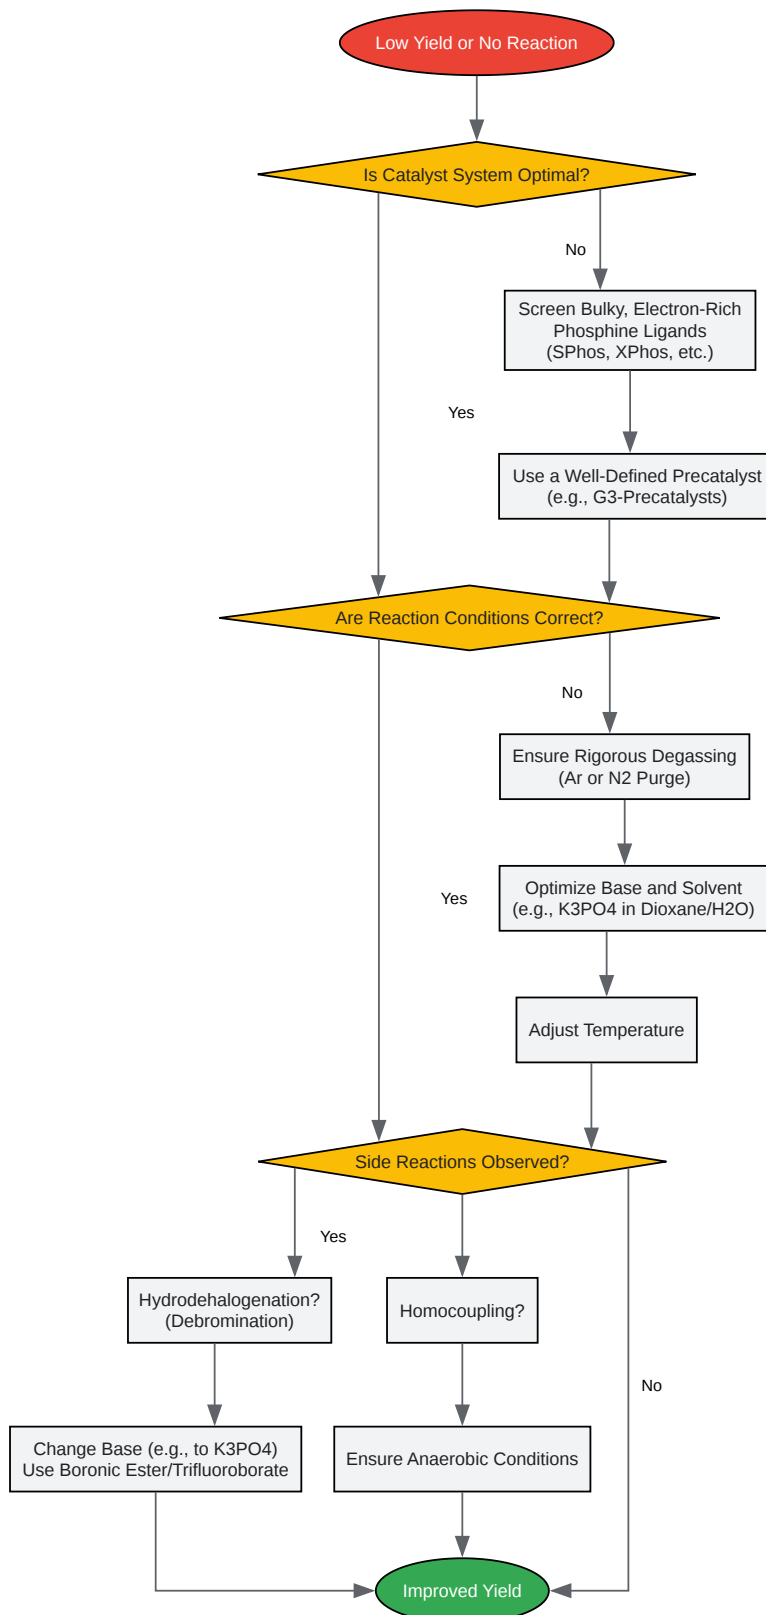 Low Yield or No Reaction
Is Catalyst System Optimal?
No
Screen Bulky, Electron-Rich
Phosphine Ligands
(SPhos, XPhos, etc.)
Yes
Use a Well-Defined Precatalyst
(e.g., G3-Precatalysts)
Are Reaction Conditions Correct?
No
Ensure Rigorous Degassing
(Ar or N2 Purge)
Yes
Optimize Base and Solvent
(e.g., K3PO4 in Dioxane/H2O)
Adjust Temperature
Side Reactions Observed?
Yes
Hydrodehalogenation?
(Debromination)
Homocoupling?
No
Change Base (e.g., to K3PO4)
Use Boronic Ester/Trifluoroborate
Ensure Anaerobic Conditions
Improved Yield